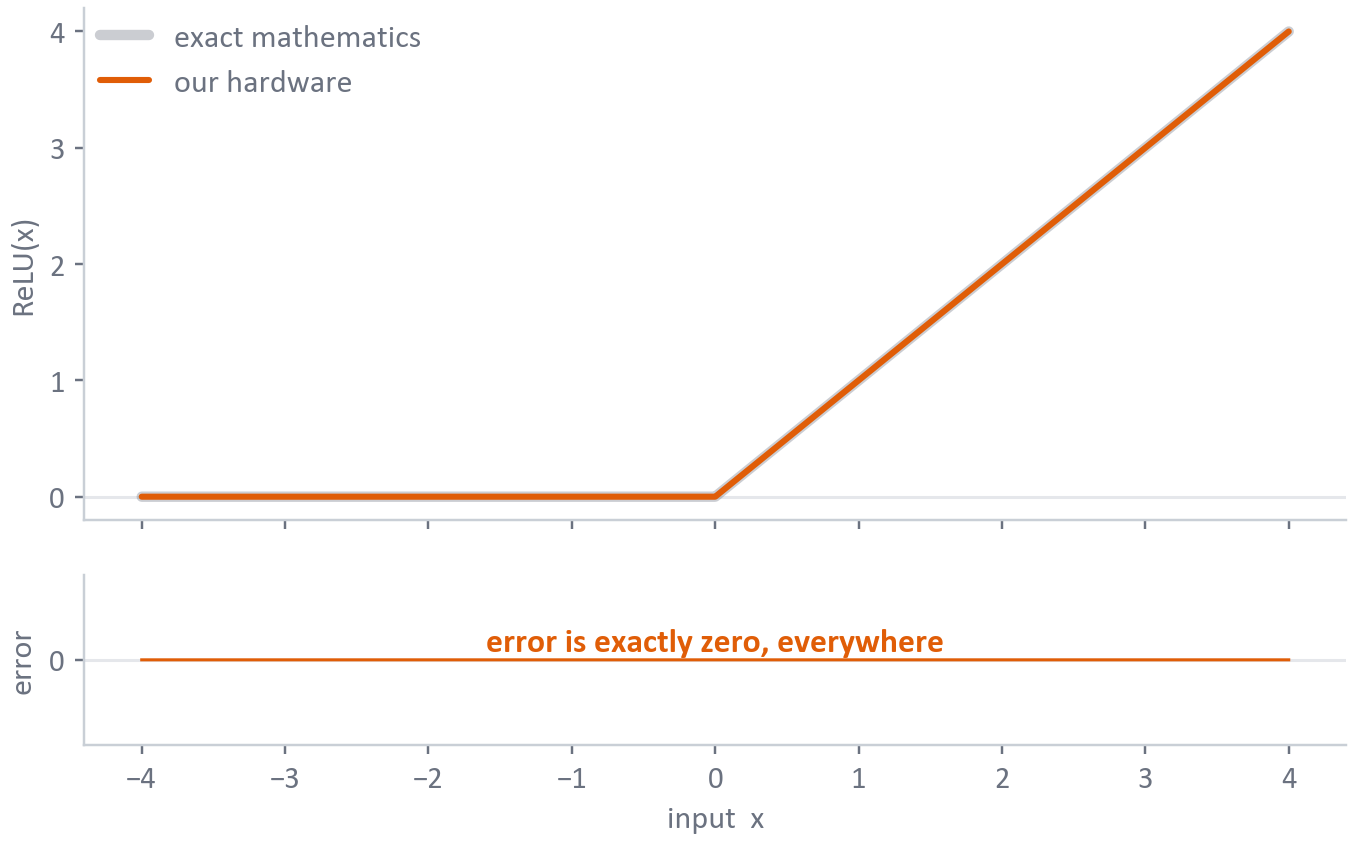 exact mathematics
our hardware
ReLU(x)
4
3
2
1
0
error is exactly zero, everywhere
error
0
−4 −3 −2 −1 0 1 2 3 4
input x